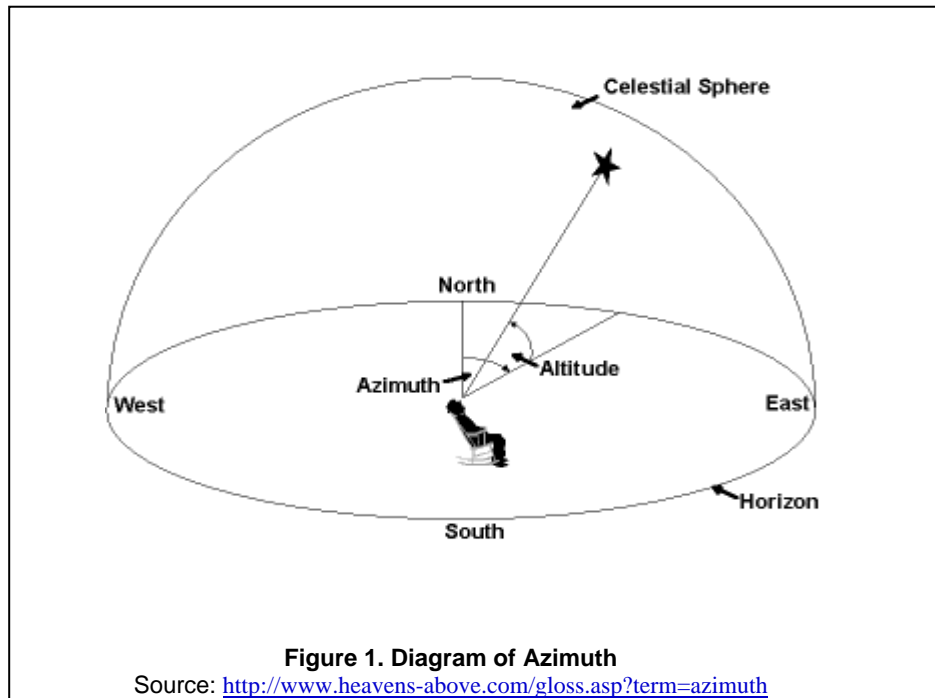 Celestial Sphere
North
Altitude
Azimuth
West
East
Horizon
South
Figure 1. Diagram of Azimuth
Source: http://www.heavens-above.com/gloss.asp?term=azimuth